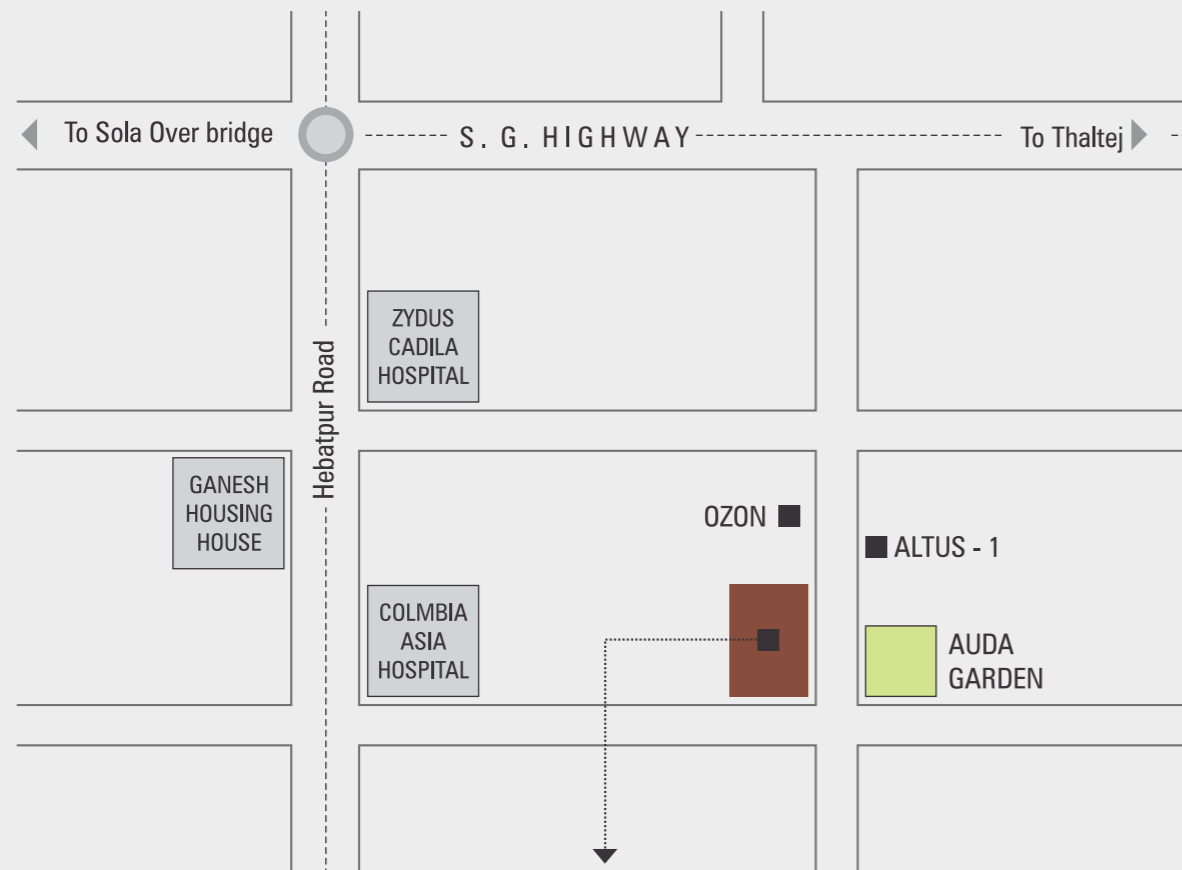 To Sola Over bridge
S. G. HIGHWAY
To Thaltej
ZYDUS
CADILA
HOSPITAL
Hebatpur Road
GANESH
HOUSING
HOUSE
OZON
ALTUS - 1
COLMBIA
ASIA
HOSPITAL
AUDA
GARDEN